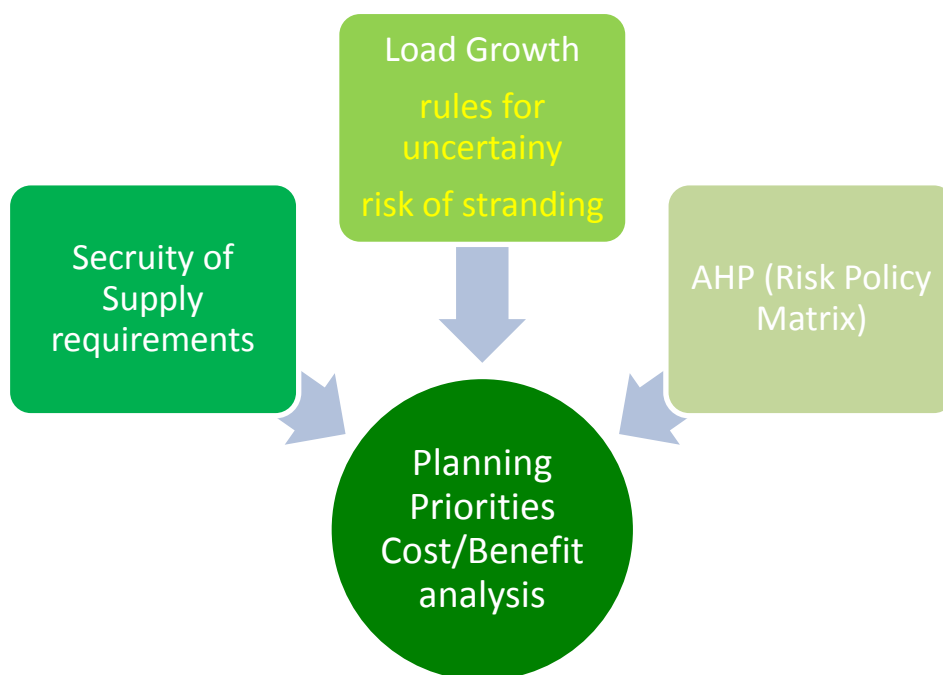 Load Growth
rules for
uncertainy
risk of stranding
Secruity of
Supply
requirements
AHP (Risk Policy
Matrix)
Planning
Priorities
Cost/Benefit
analysis